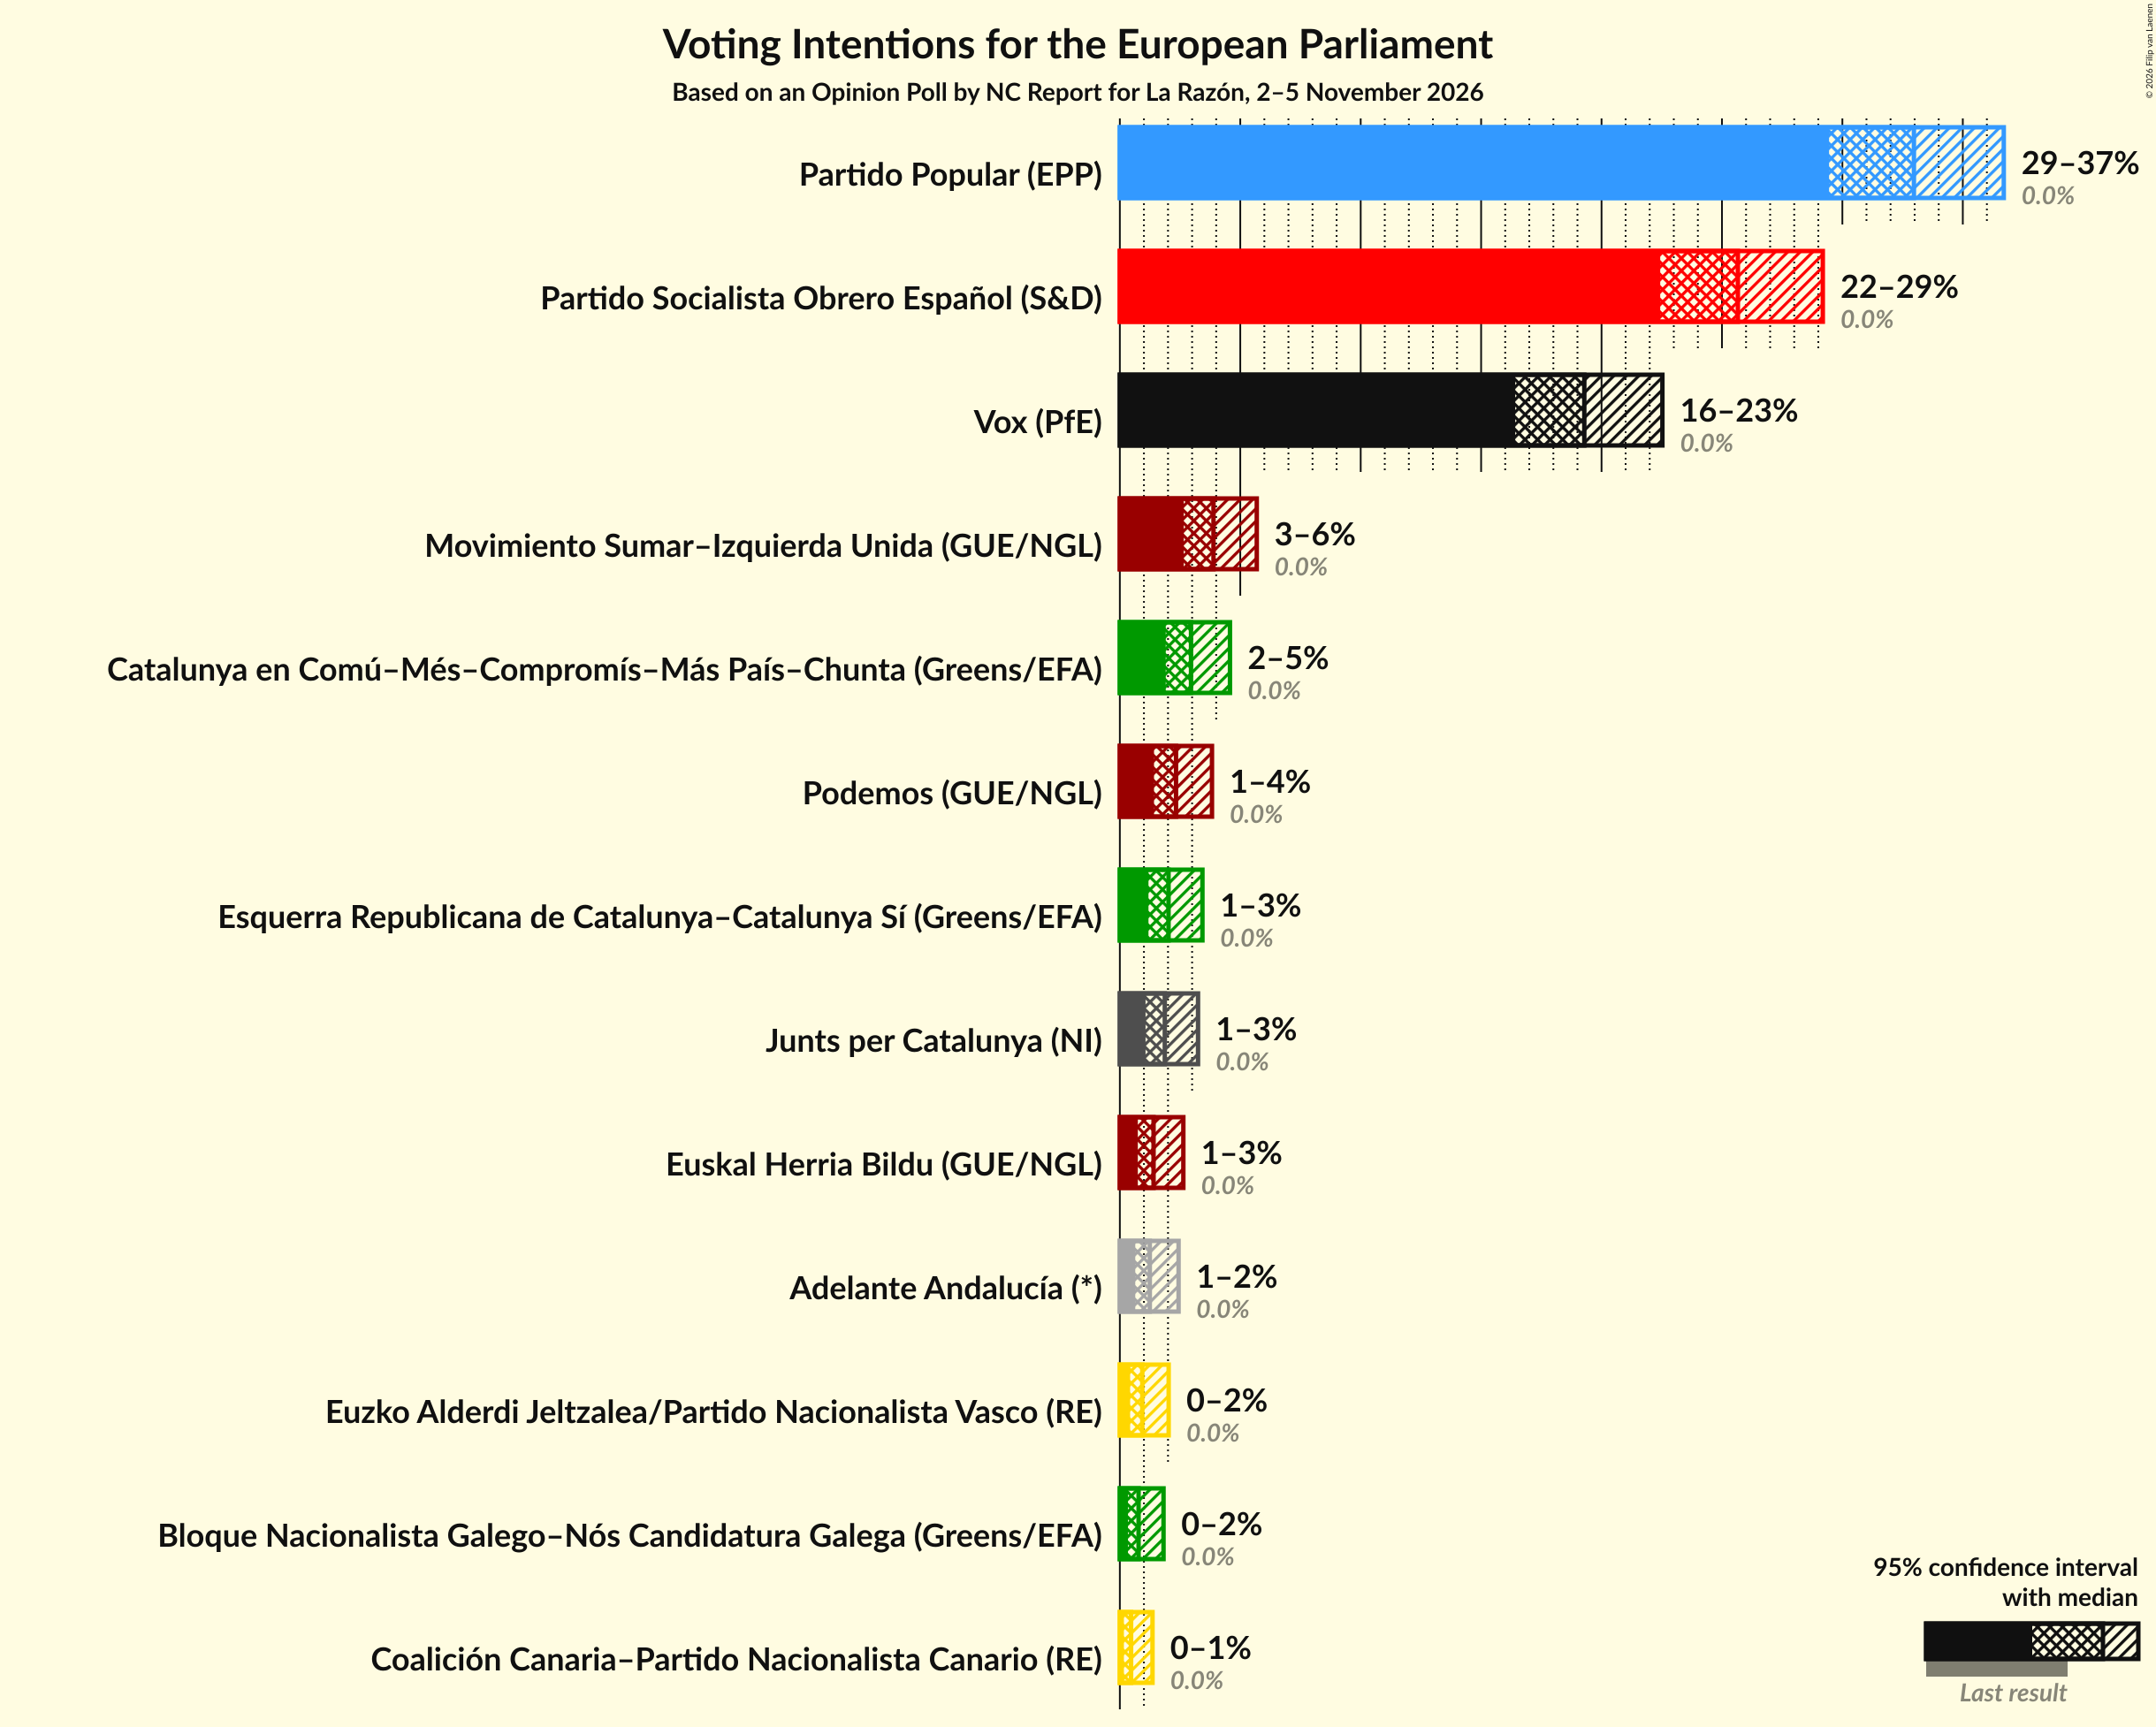 Voting Intentions for the European Parliament
Based on an Opinion Poll by NC Report for La Razón, 2–5 November 2026
© 2026 Filip van Laenen
Partido Popular (EPP)
29–37%
0.0%
Partido Socialista Obrero Español (S&D)
22–29%
0.0%
Vox (PfE)
16–23%
0.0%
Movimiento Sumar–Izquierda Unida (GUE/NGL)
3–6%
0.0%
Catalunya en Comú–Més–Compromís–Más País–Chunta (Greens/EFA)
2–5%
0.0%
Podemos (GUE/NGL)
1–4%
0.0%
Esquerra Republicana de Catalunya–Catalunya Sí (Greens/EFA)
1–3%
0.0%
Junts per Catalunya (NI)
1–3%
0.0%
Euskal Herria Bildu (GUE/NGL)
1–3%
0.0%
Adelante Andalucía (*)
1–2%
0.0%
Euzko Alderdi Jeltzalea/Partido Nacionalista Vasco (RE)
0–2%
0.0%
Bloque Nacionalista Galego–Nós Candidatura Galega (Greens/EFA)
0–2%
0.0%
Coalición Canaria–Partido Nacionalista Canario (RE)
0–1%
0.0%
95% confidence interval
with median
Last result